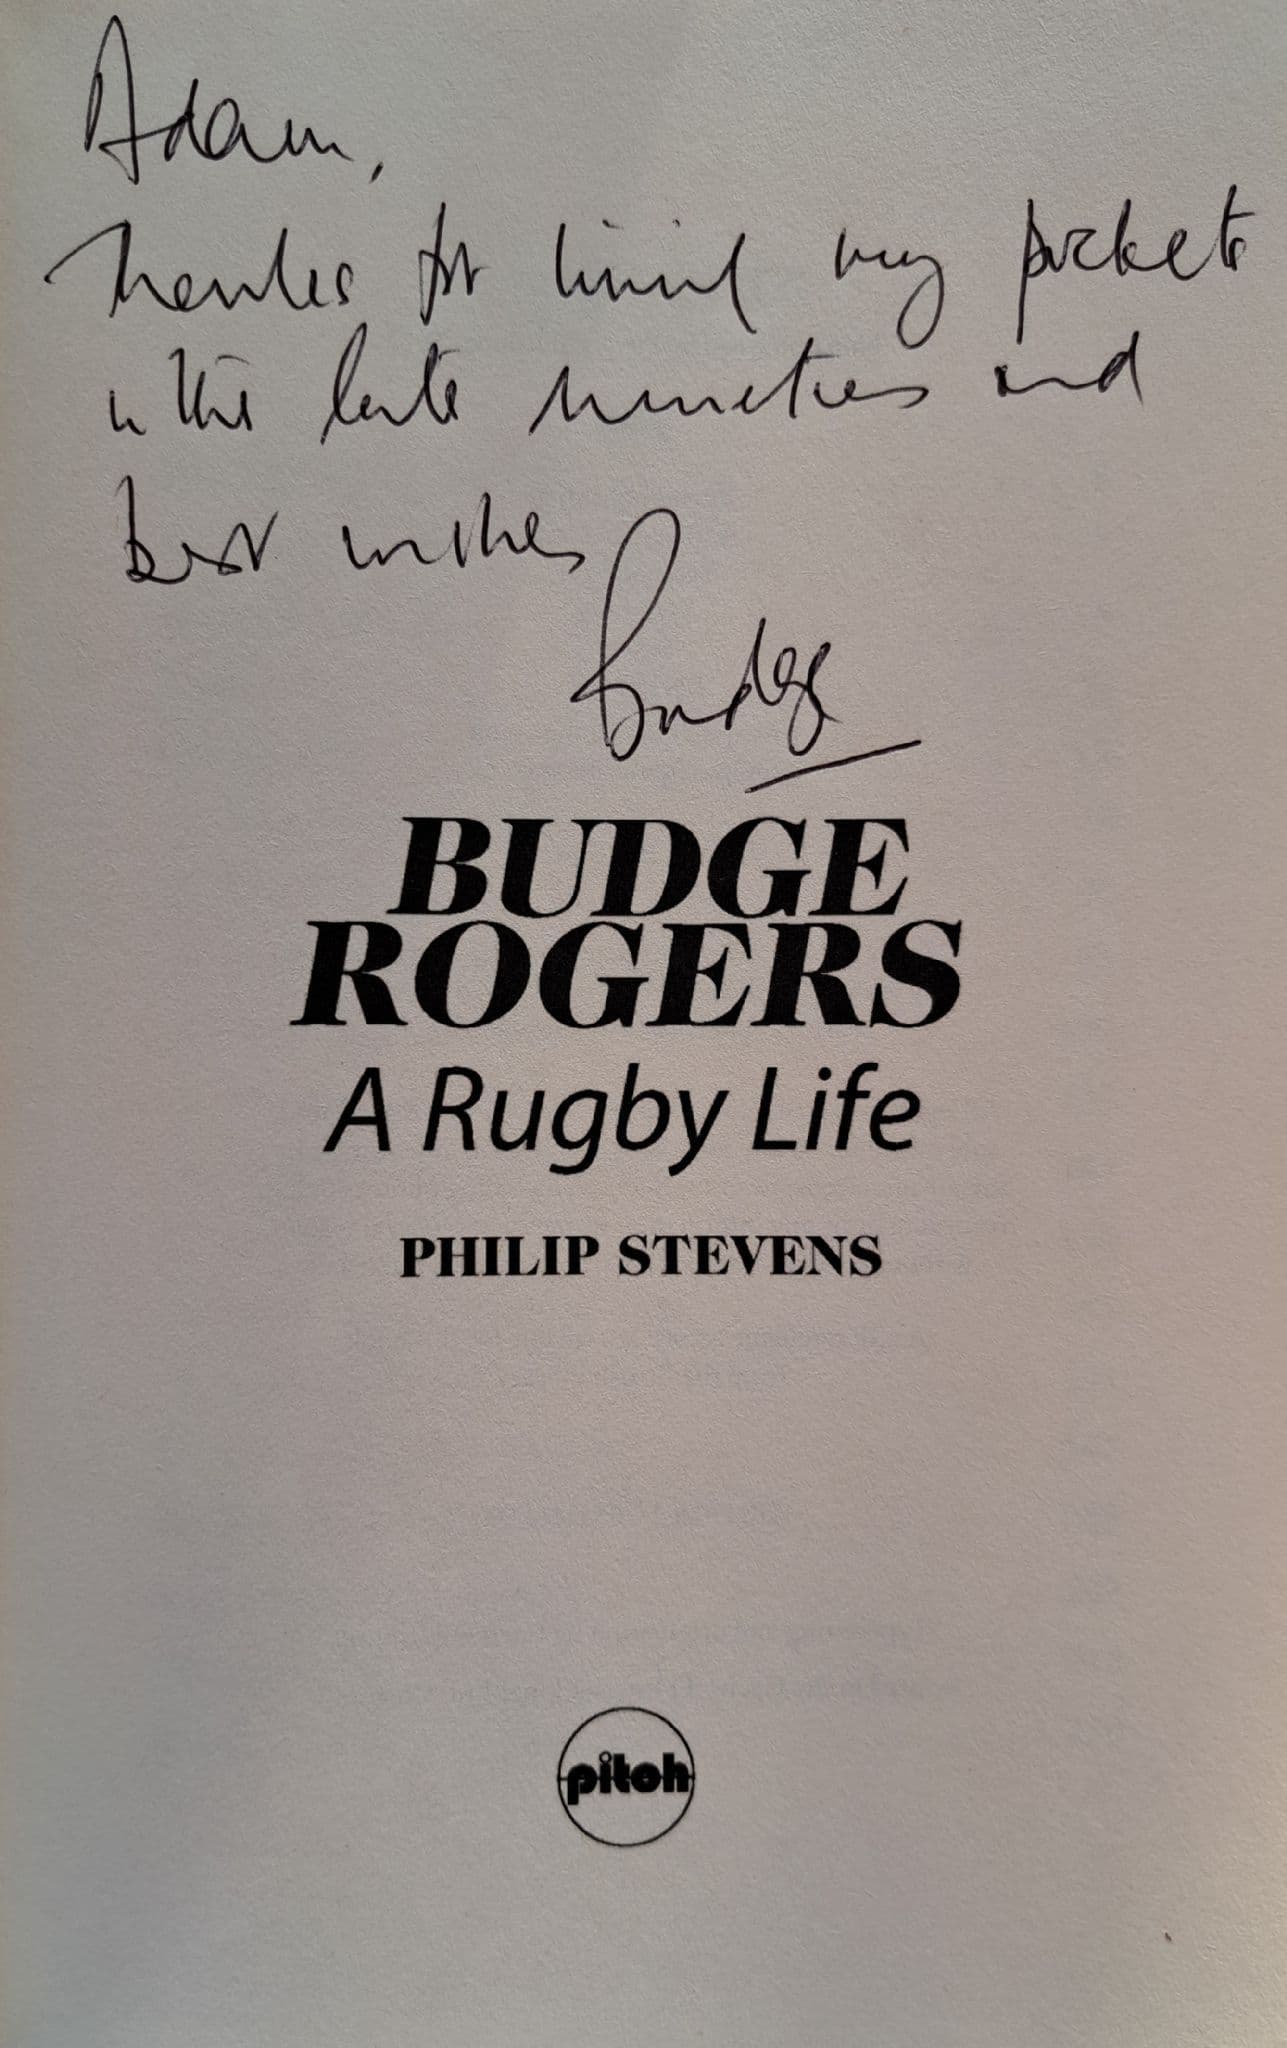 Adam,
Thanks for lining my pockets
in the late nineties and
best wishes
Budge
BUDGE
ROGERS
A Rugby Life
PHILIP STEVENS
pitch